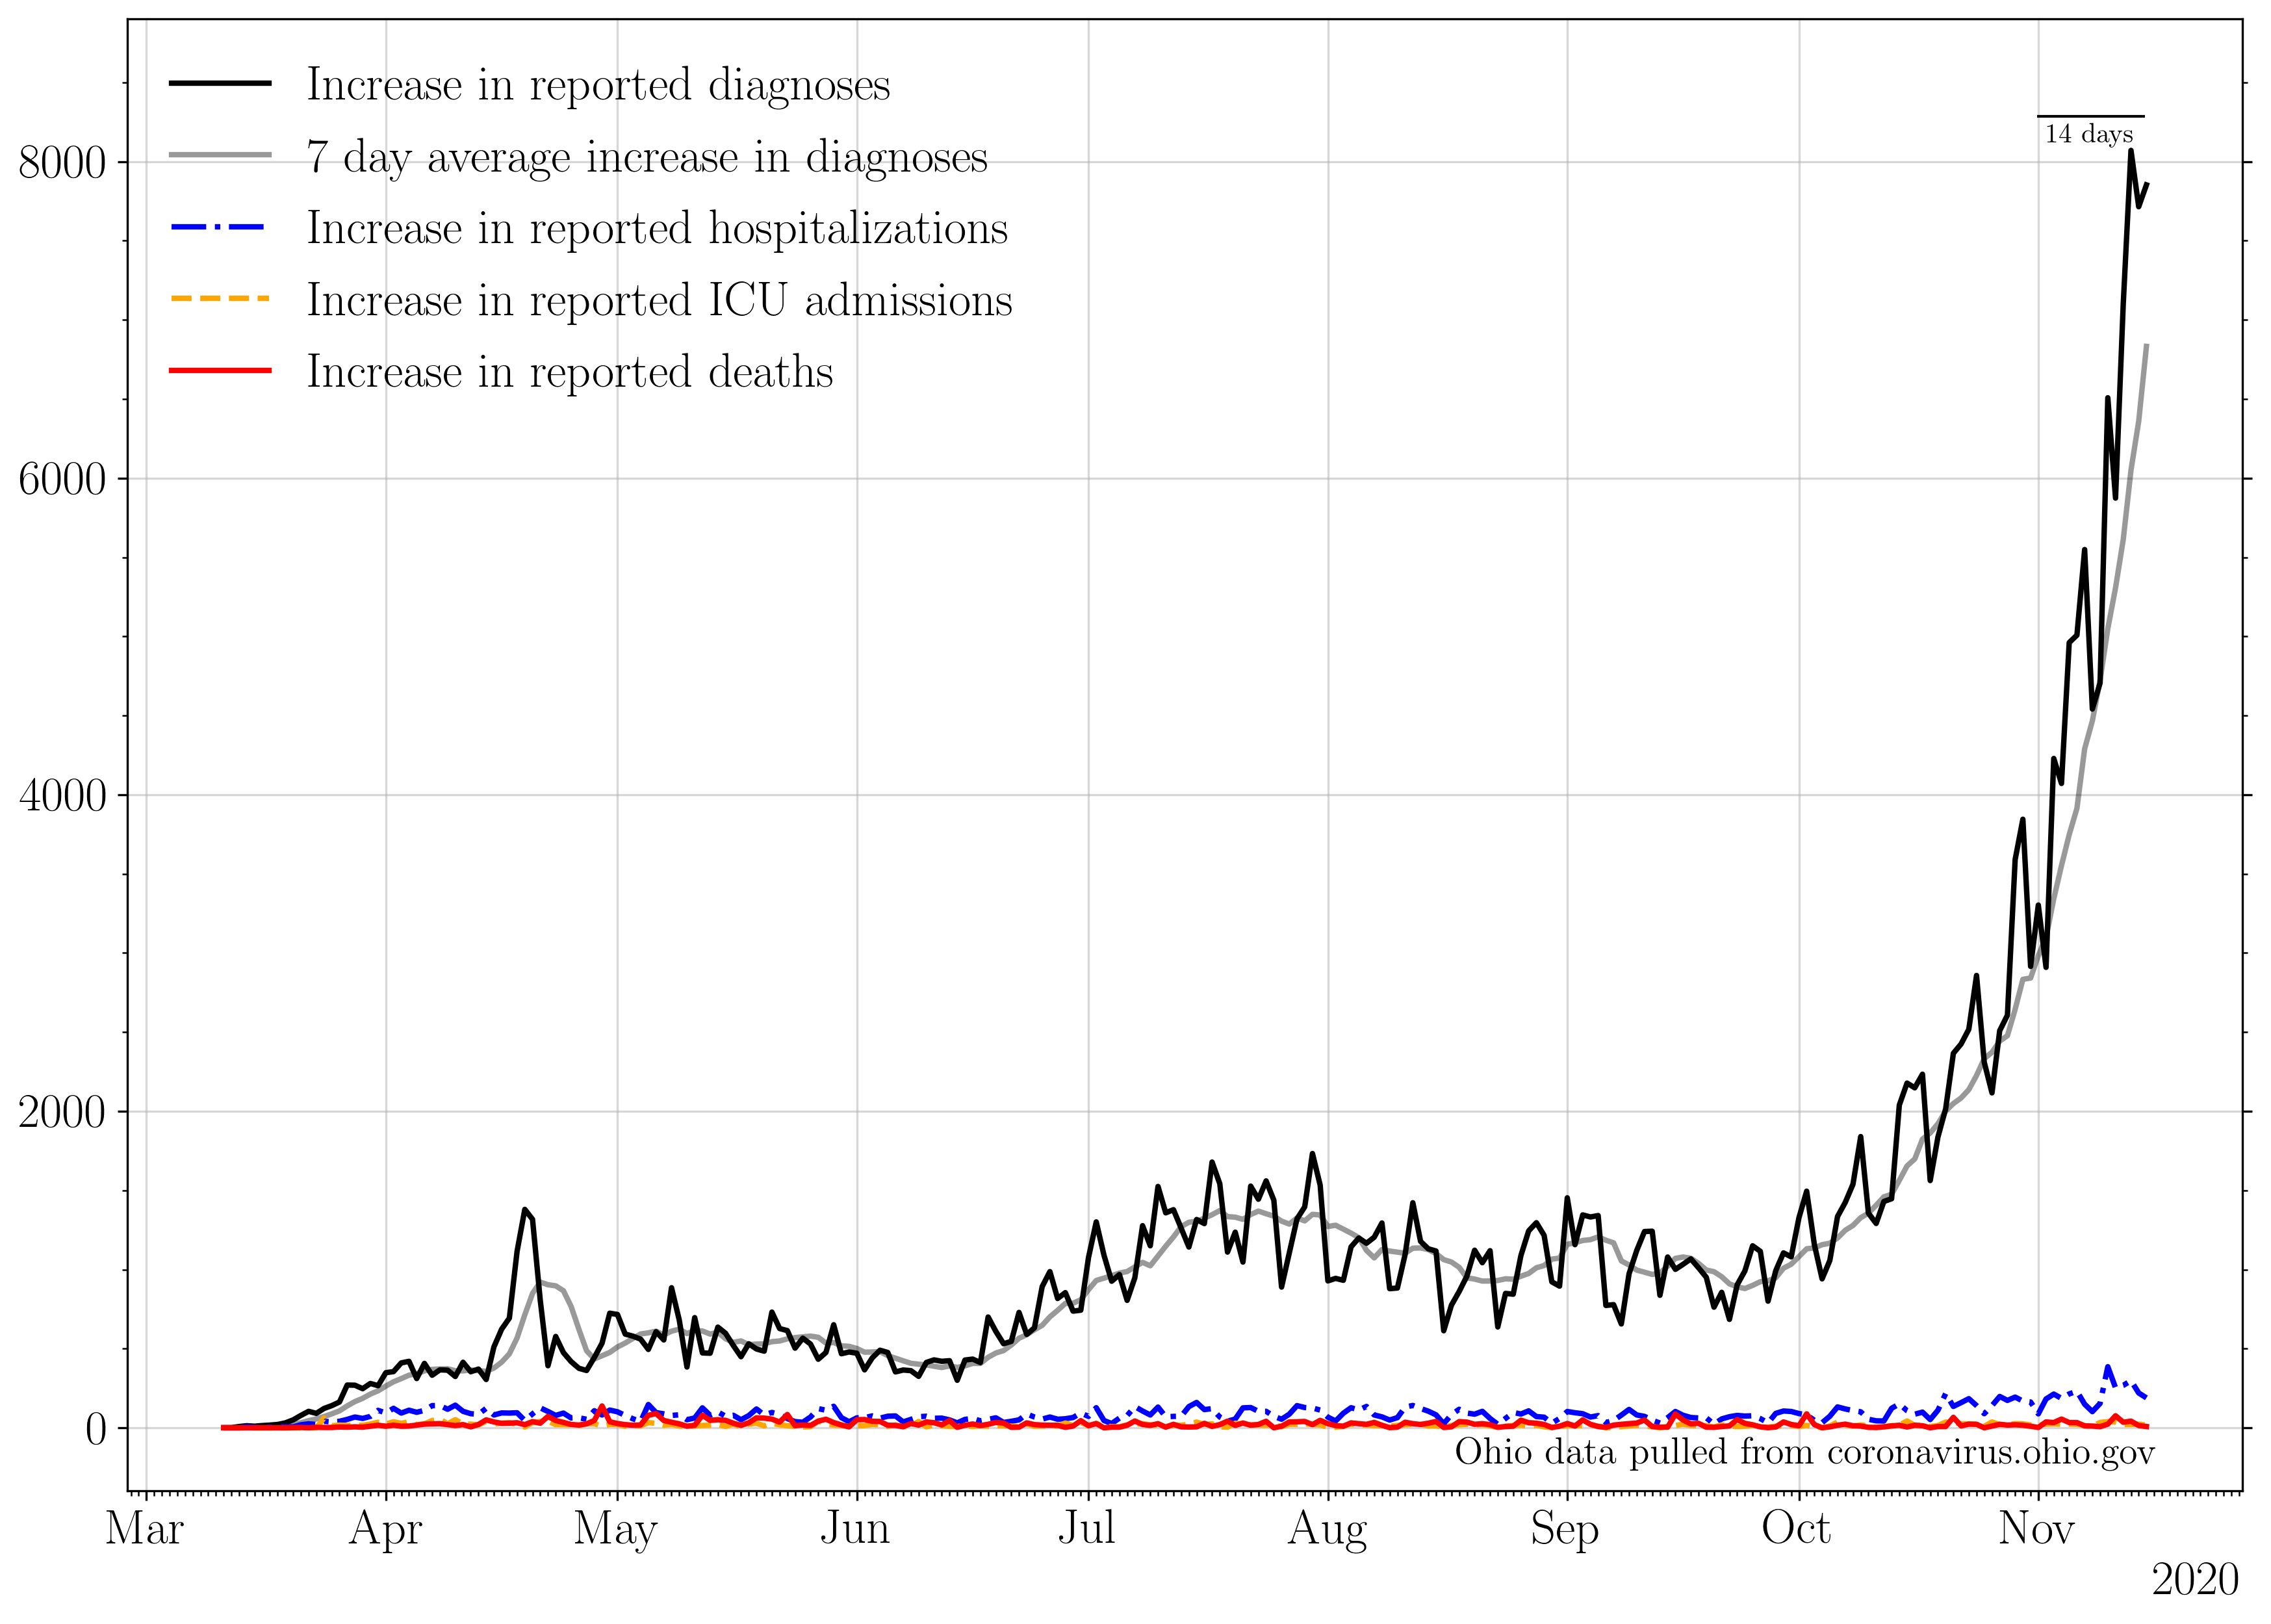 Increase in reported diagnoses
7 day average increase in diagnoses
Increase in reported hospitalizations
Increase in reported ICU admissions
Increase in reported deaths
14 days
8000
6000
4000
2000
0
Ohio data pulled from coronavirus.ohio.gov
Mar Apr May Jun Jul Aug Sep Oct Nov
2020